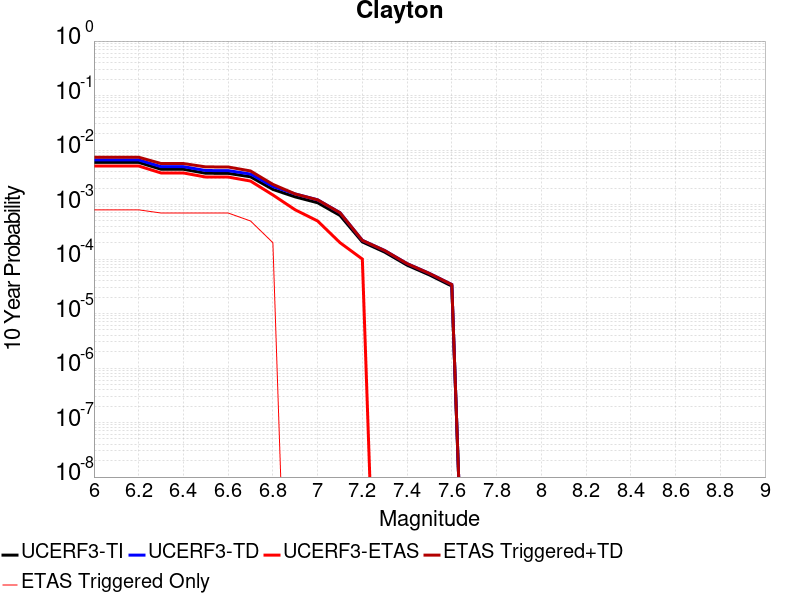 Clayton
10 Year Probability
10^0
10^-1
10^-2
10^-3
10^-4
10^-5
10^-6
10^-7
10^-8
6 6.2 6.4 6.6 6.8 7 7.2 7.4 7.6 7.8 8 8.2 8.4 8.6 8.8 9
Magnitude
UCERF3-TI UCERF3-TD UCERF3-ETAS ETAS Triggered+TD
ETAS Triggered Only